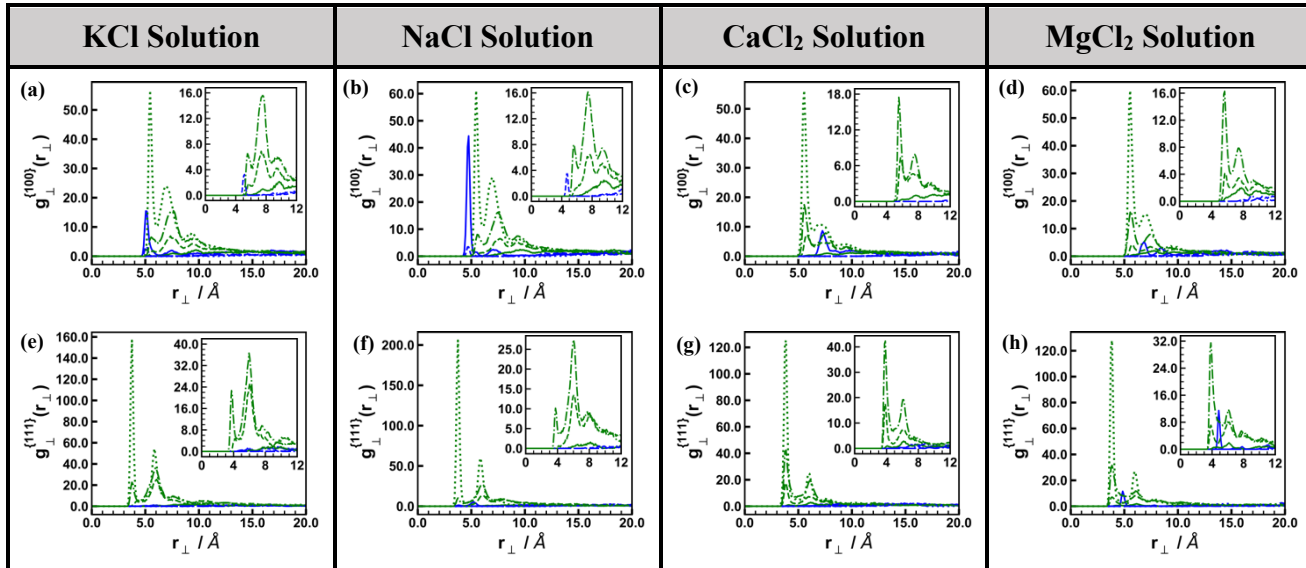 KCl Solution
NaCl Solution
CaCl₂ Solution
MgCl₂ Solution
(a)
g⊥{100}(r⊥)
50.0
40.0
30.0
20.0
10.0
0.0
16.0
12.0
8.0
4.0
0.0
0 4 8 12
0.0 5.0 10.0 15.0 20.0
r⊥ / Å
(b)
g⊥{100}(r⊥)
60.0
50.0
40.0
30.0
20.0
10.0
0.0
16.0
12.0
8.0
4.0
0.0
0 4 8 12
0.0 5.0 10.0 15.0 20.0
r⊥ / Å
(c)
g⊥{100}(r⊥)
50.0
40.0
30.0
20.0
10.0
0.0
18.0
12.0
6.0
0.0
0 4 8 12
0.0 5.0 10.0 15.0 20.0
r⊥ / Å
(d)
g⊥{100}(r⊥)
60.0
50.0
40.0
30.0
20.0
10.0
0.0
16.0
12.0
8.0
4.0
0.0
0 4 8 12
0.0 5.0 10.0 15.0 20.0
r⊥ / Å
(e)
g⊥{111}(r⊥)
160.0
140.0
120.0
100.0
80.0
60.0
40.0
20.0
0.0
40.0
32.0
24.0
16.0
8.0
0.0
0 4 8 12
0.0 5.0 10.0 15.0 20.0
r⊥ / Å
(f)
g⊥{111}(r⊥)
200.0
150.0
100.0
50.0
0.0
25.0
20.0
15.0
10.0
5.0
0.0
0 4 8 12
0.0 5.0 10.0 15.0 20.0
r⊥ / Å
(g)
g⊥{111}(r⊥)
120.0
100.0
80.0
60.0
40.0
20.0
0.0
40.0
30.0
20.0
10.0
0.0
0 4 8 12
0.0 5.0 10.0 15.0 20.0
r⊥ / Å
(h)
g⊥{111}(r⊥)
120.0
100.0
80.0
60.0
40.0
20.0
0.0
32.0
24.0
16.0
8.0
0.0
0 4 8 12
0.0 5.0 10.0 15.0 20.0
r⊥ / Å